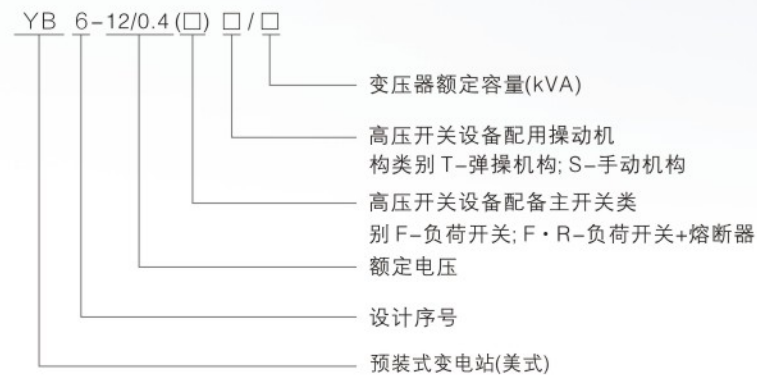 YB 6-12/0.4(□) □/□
变压器额定容量(kVA)
高压开关设备配用操动机
构类别 T-弹操机构; S-手动机构
高压开关设备配备主开关类
别 F-负荷开关; F·R-负荷开关+熔断器
额定电压
设计序号
预装式变电站(美式)